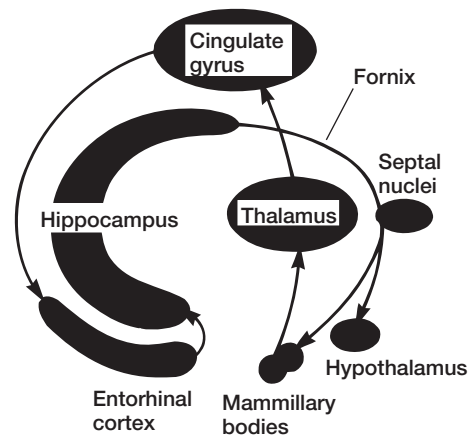 Cingulate
gyrus
Fornix
Septal
nuclei
Hippocampus
Thalamus
Hypothalamus
Entorhinal
cortex
Mammillary
bodies